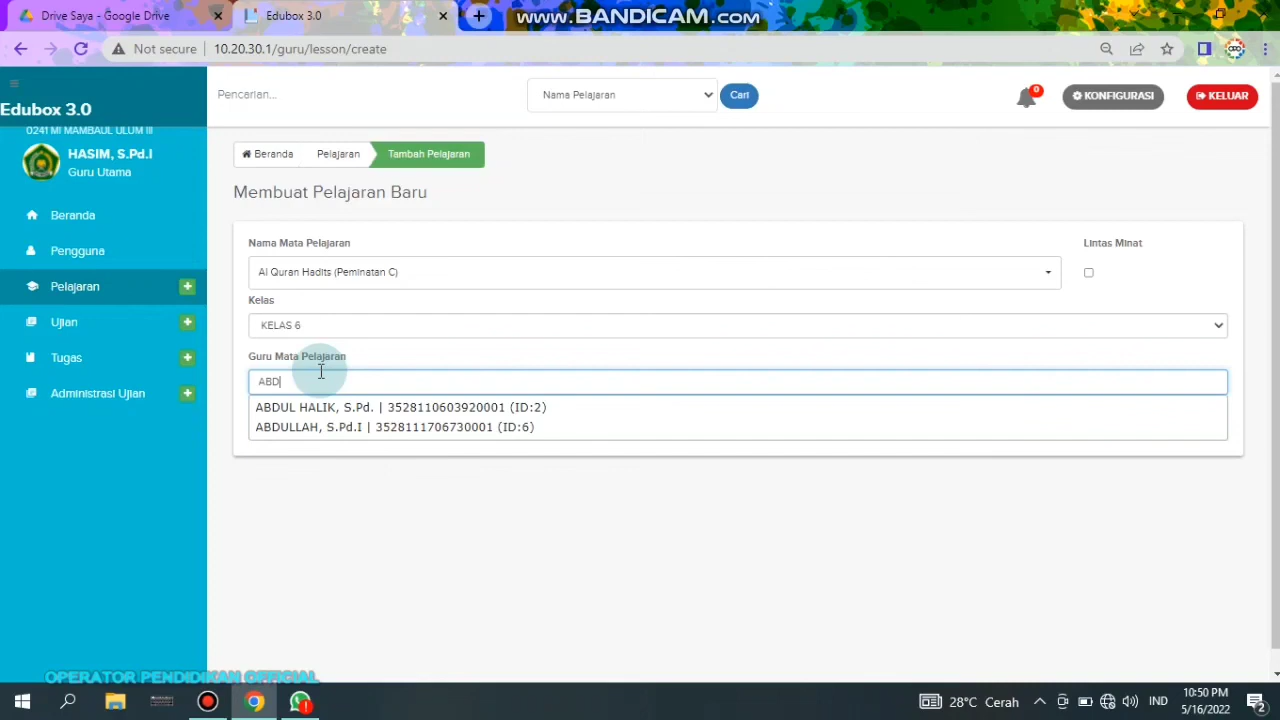 Drive Saya - Google Drive
Edubox 3.0
www.BANDICAM.com
Not secure
10.20.30.1/guru/lesson/create
Edubox 3.0
Pencarian...
Nama Pelajaran
Cari
0
KONFIGURASI
KELUAR
0241 MI MAMBAUL ULUM III
HASIM, S.Pd.I
Guru Utama
Beranda
Pelajaran
Tambah Pelajaran
Membuat Pelajaran Baru
Beranda
Pengguna
Pelajaran
Ujian
Tugas
Administrasi Ujian
Nama Mata Pelajaran
Lintas Minat
Al Quran Hadits (Peminatan C)
Kelas
KELAS 6
Guru Mata Pelajaran
ABD
ABDUL HALIK, S.Pd. | 3528110603920001 (ID:2)
ABDULLAH, S.Pd.I | 3528111706730001 (ID:6)
OPERATOR PENDIDIKAN OFFICIAL
28°C Cerah
IND
10:50 PM
5/16/2022
2